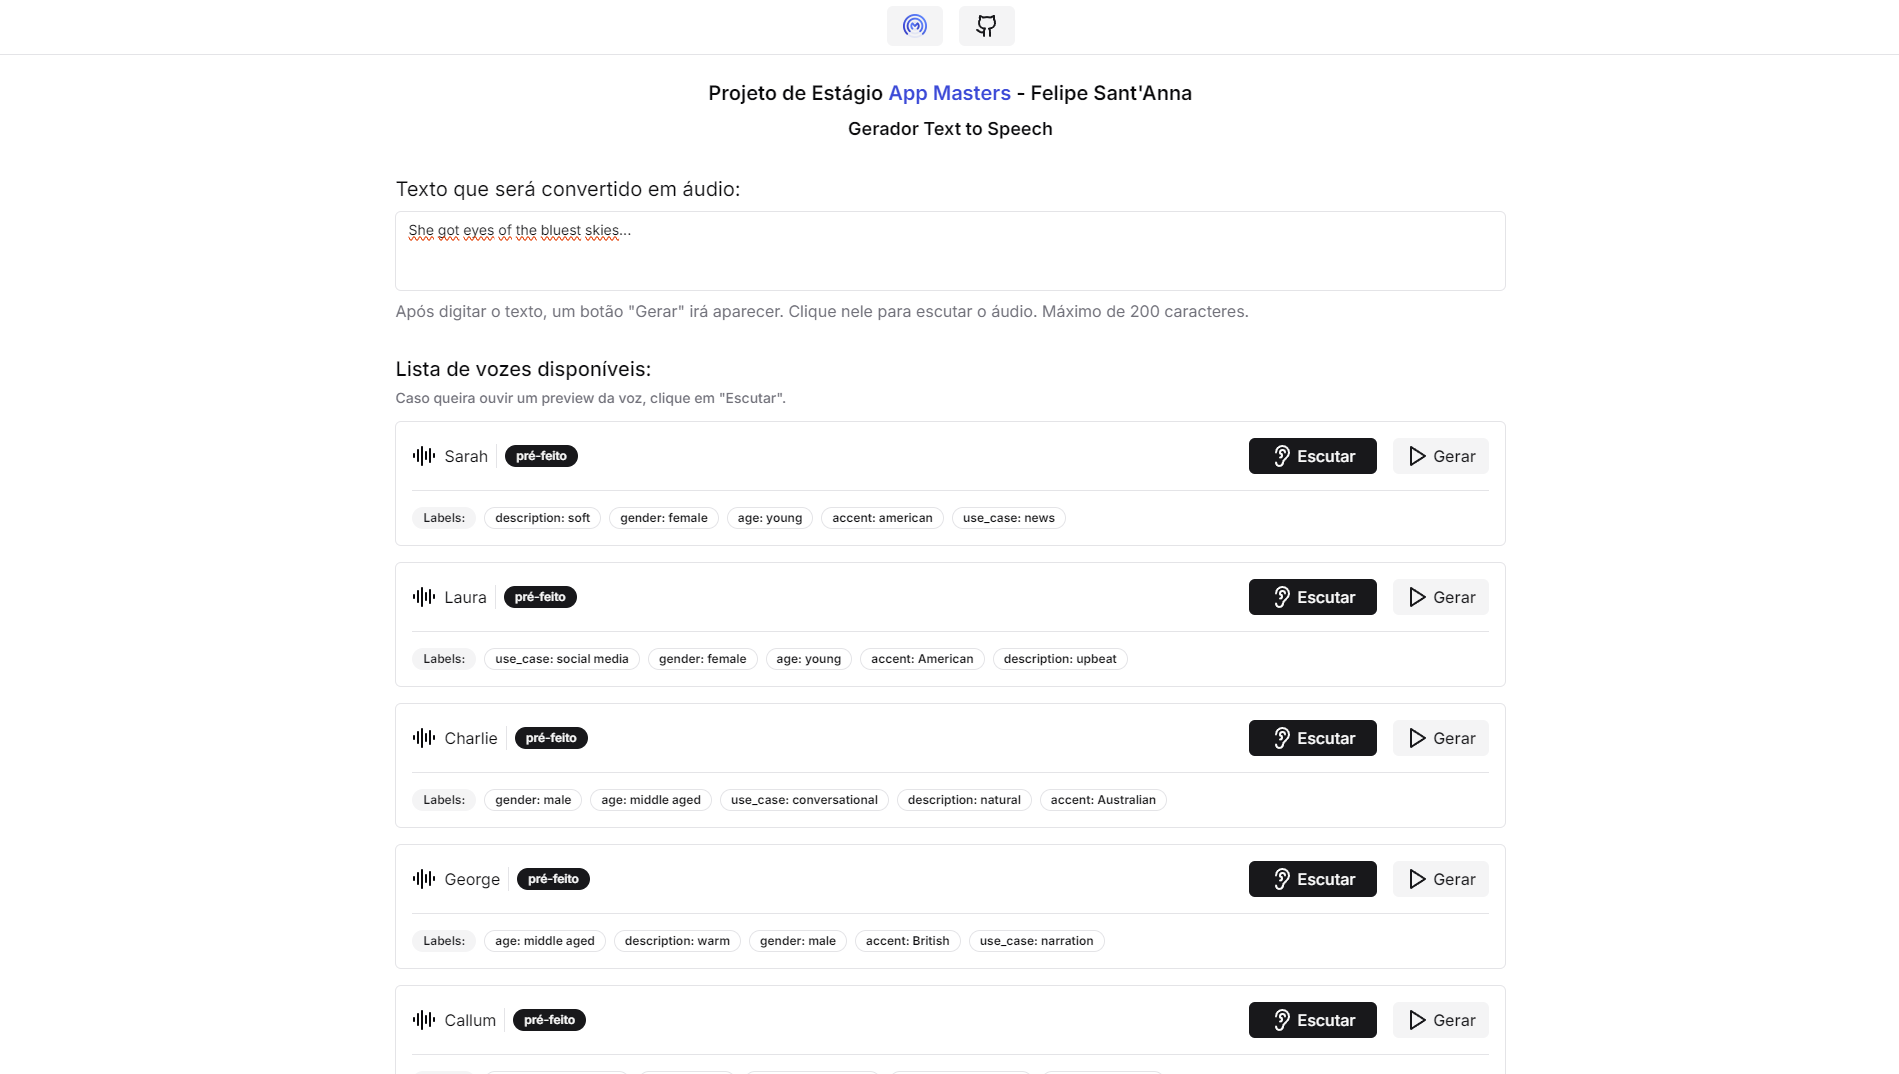 Projeto de Estágio App Masters - Felipe Sant'Anna
Gerador Text to Speech
Texto que será convertido em áudio:
She got eyes of the bluest skies...
Após digitar o texto, um botão "Gerar" irá aparecer. Clique nele para escutar o áudio. Máximo de 200 caracteres.
Lista de vozes disponíveis:
Caso queira ouvir um preview da voz, clique em "Escutar".
Sarah pré-feito Escutar Gerar
Labels: description: soft gender: female age: young accent: american use_case: news
Laura pré-feito Escutar Gerar
Labels: use_case: social media gender: female age: young accent: American description: upbeat
Charlie pré-feito Escutar Gerar
Labels: gender: male age: middle aged use_case: conversational description: natural accent: Australian
George pré-feito Escutar Gerar
Labels: age: middle aged description: warm gender: male accent: British use_case: narration
Callum pré-feito Escutar Gerar